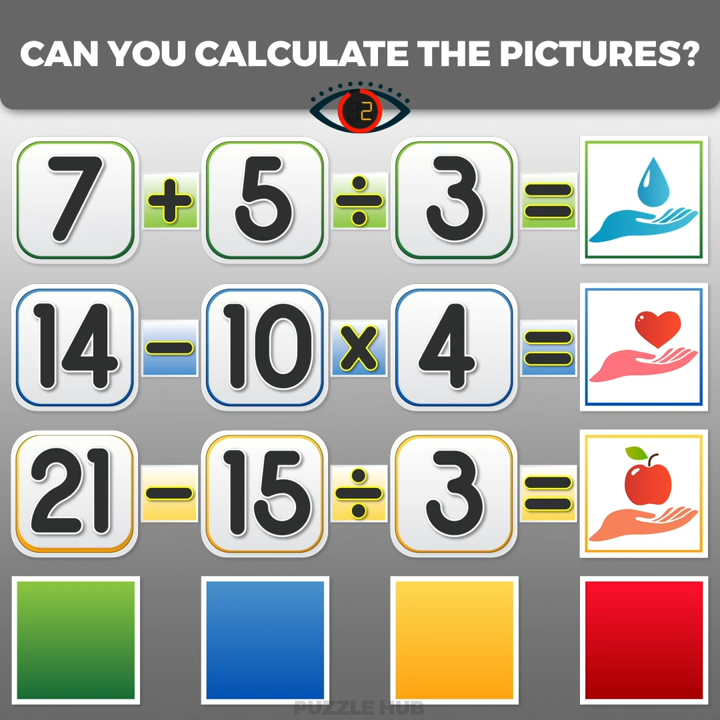 CAN YOU CALCULATE THE PICTURES?
2
7 + 5 ÷ 3 =
14 - 10 x 4 =
21 - 15 ÷ 3 =
PUZZLE HUB